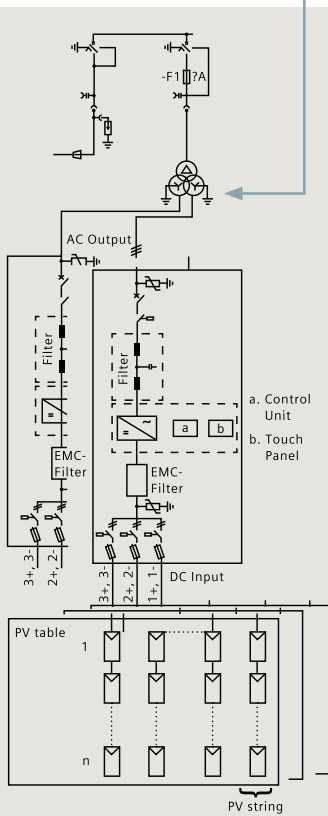 -F1 ?A
AC Output
Filter
Filter
=
= ~
a
b
a. Control
Unit
b. Touch
Panel
EMC-
Filter
EMC-
Filter
3+, 3-
2+, 2-
3+, 3-
2+, 2-
1+, 1-
DC Input
PV table
1
n
PV string